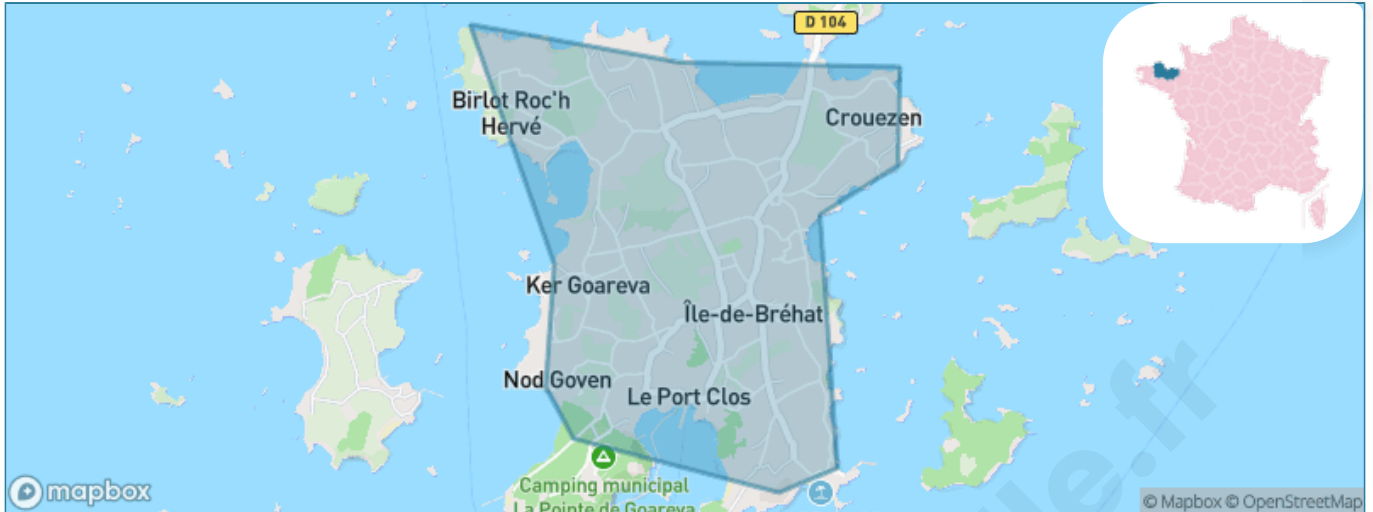 D 104
Birlot Roc'h
Hervé
Crouezen
Ker Goareva
Île-de-Bréhat
Nod Goven
Le Port Clos
Camping municipal
La Pointe de Goareva
mapbox
© Mapbox © OpenStreetMap